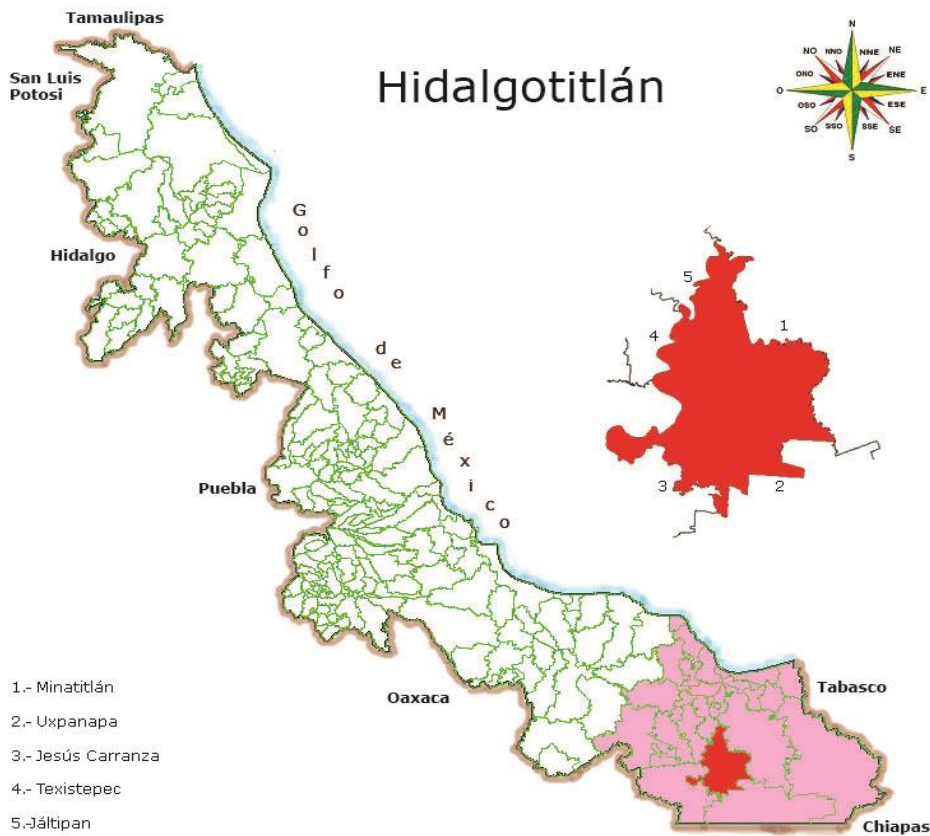 Tamaulipas
San Luis
Potosi
Hidalgotitlán
N
NNO NNE
NO NE
ONO ENE
O E
OSO ESE
SO SE
SSO SSE
S
Hidalgo
Golfo de México
5
1
4
3
2
Puebla
Oaxaca
Tabasco
Chiapas
1.- Minatitlán
2.- Uxpanapa
3.- Jesús Carranza
4.- Texistepec
5.-Jáltipan